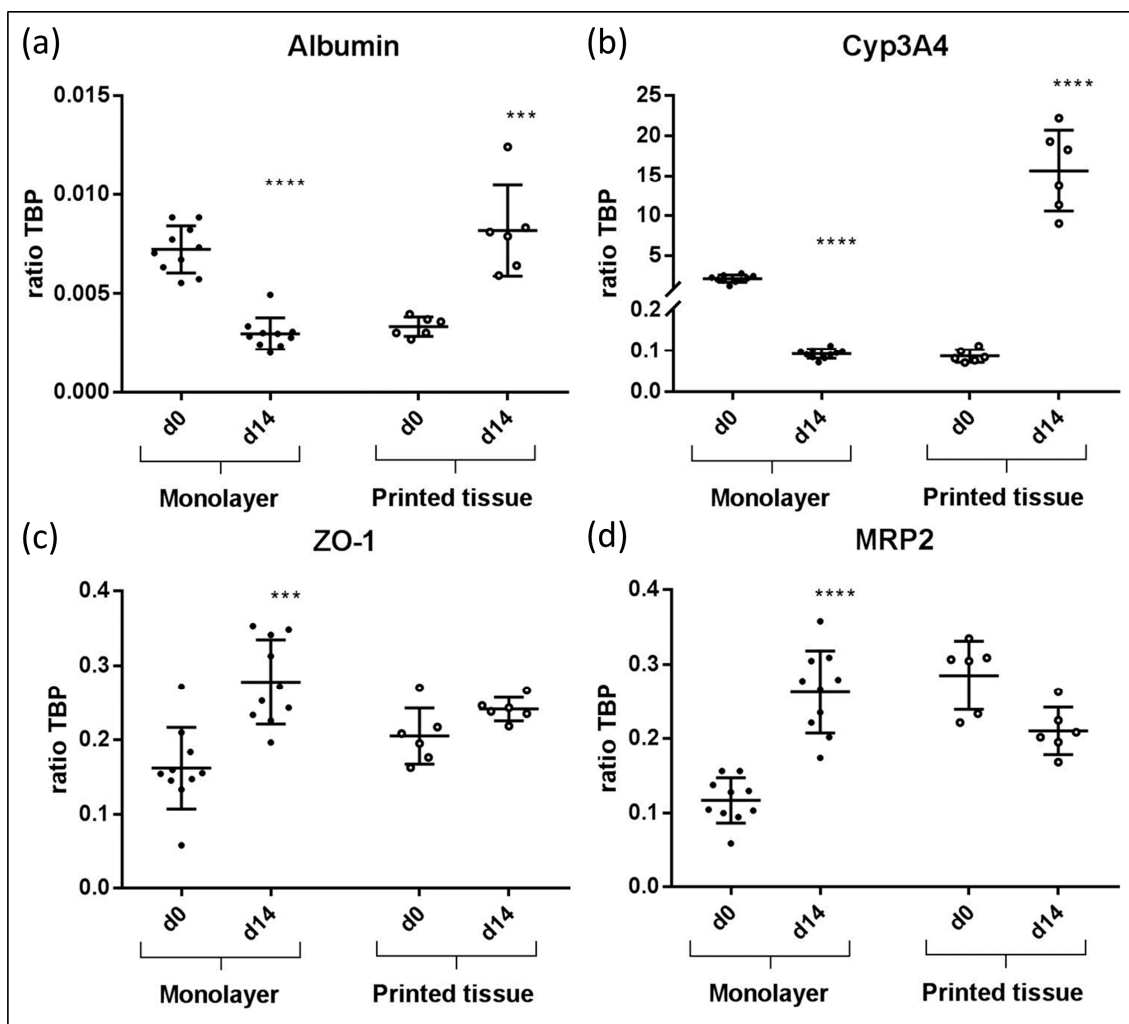 (a)
Albumin
ratio TBP
0.015
0.010
0.005
0.000
****
***
d0
d14
d0
d14
Monolayer
Printed tissue
(b)
Cyp3A4
ratio TBP
25
20
15
10
5
0.2
0.1
0.0
****
****
d0
d14
d0
d14
Monolayer
Printed tissue
(c)
ZO-1
ratio TBP
0.4
0.3
0.2
0.1
0.0
***
d0
d14
d0
d14
Monolayer
Printed tissue
(d)
MRP2
ratio TBP
0.4
0.3
0.2
0.1
0.0
****
d0
d14
d0
d14
Monolayer
Printed tissue